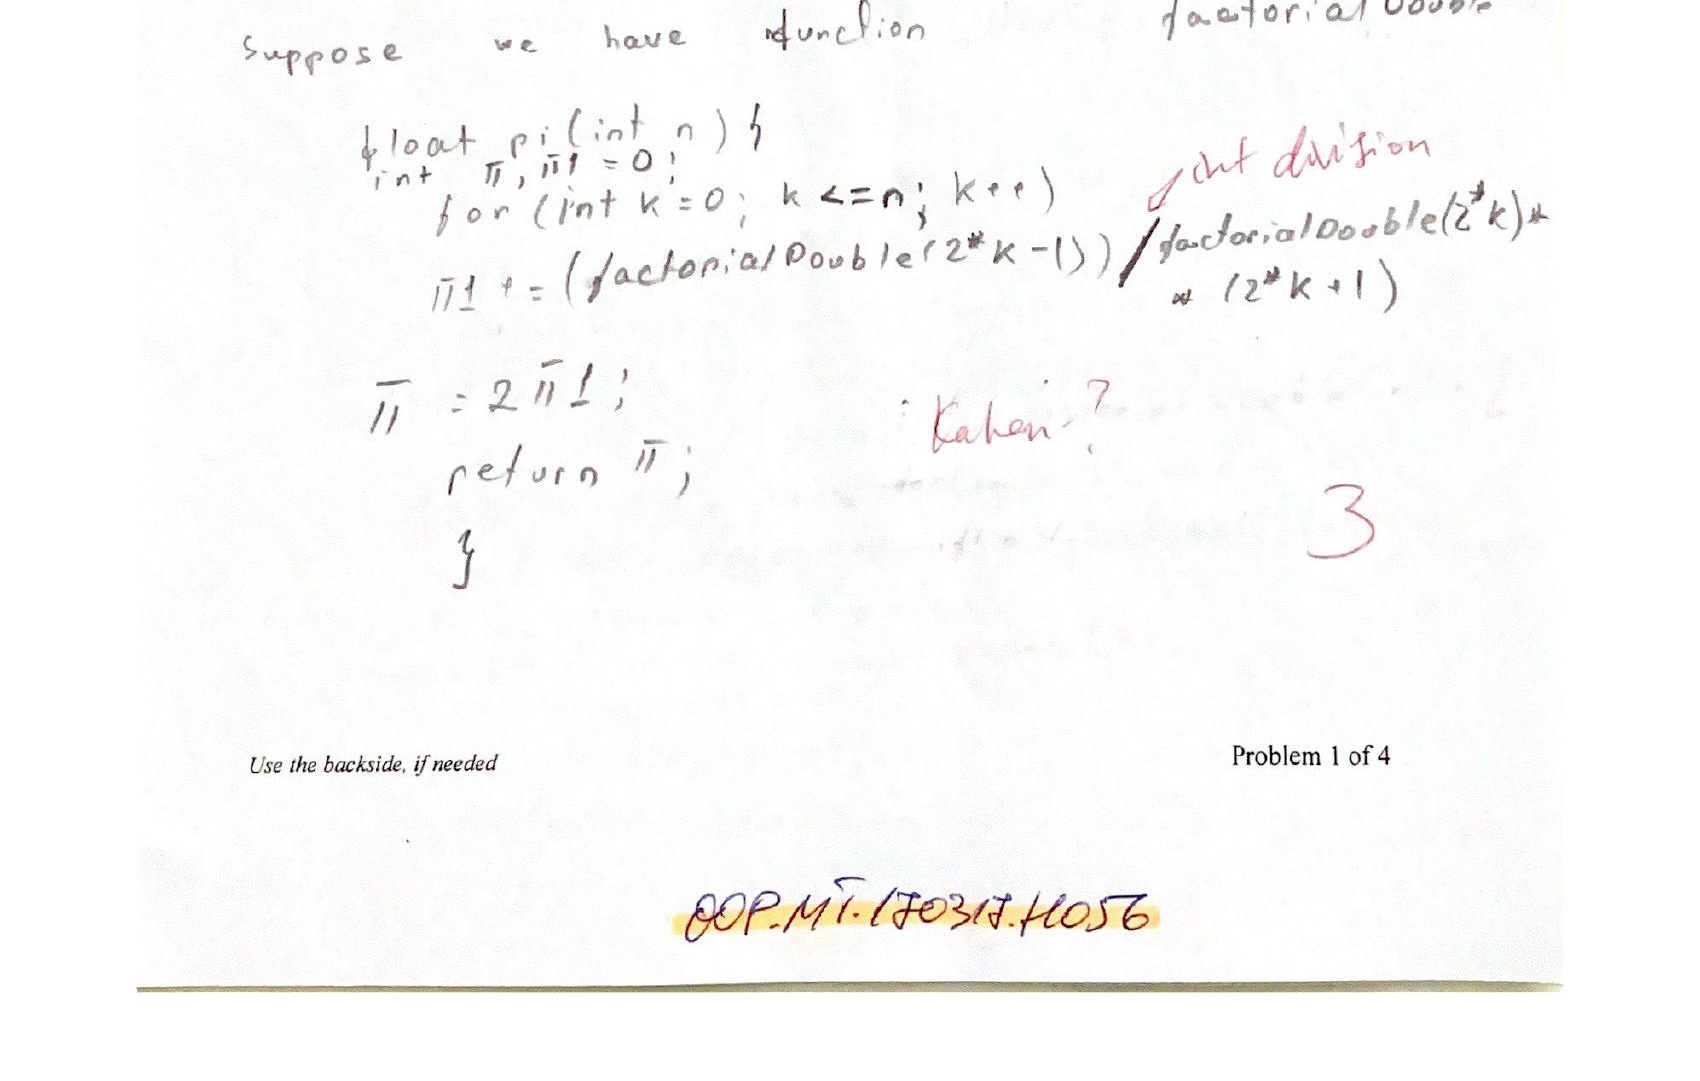 Suppose we have function factorialDouble
float pi(int n) {
int π, π1 = 0;
for (int k=0; k <=n; k++)
int division
π1 += (factorialDouble(2*k-1)) / factorialDouble(2*k)*
* (2*k+1)
π = 2π1;
Kahan?
return π;
3
}
Use the backside, if needed
Problem 1 of 4
OOP.MT.170317.H056